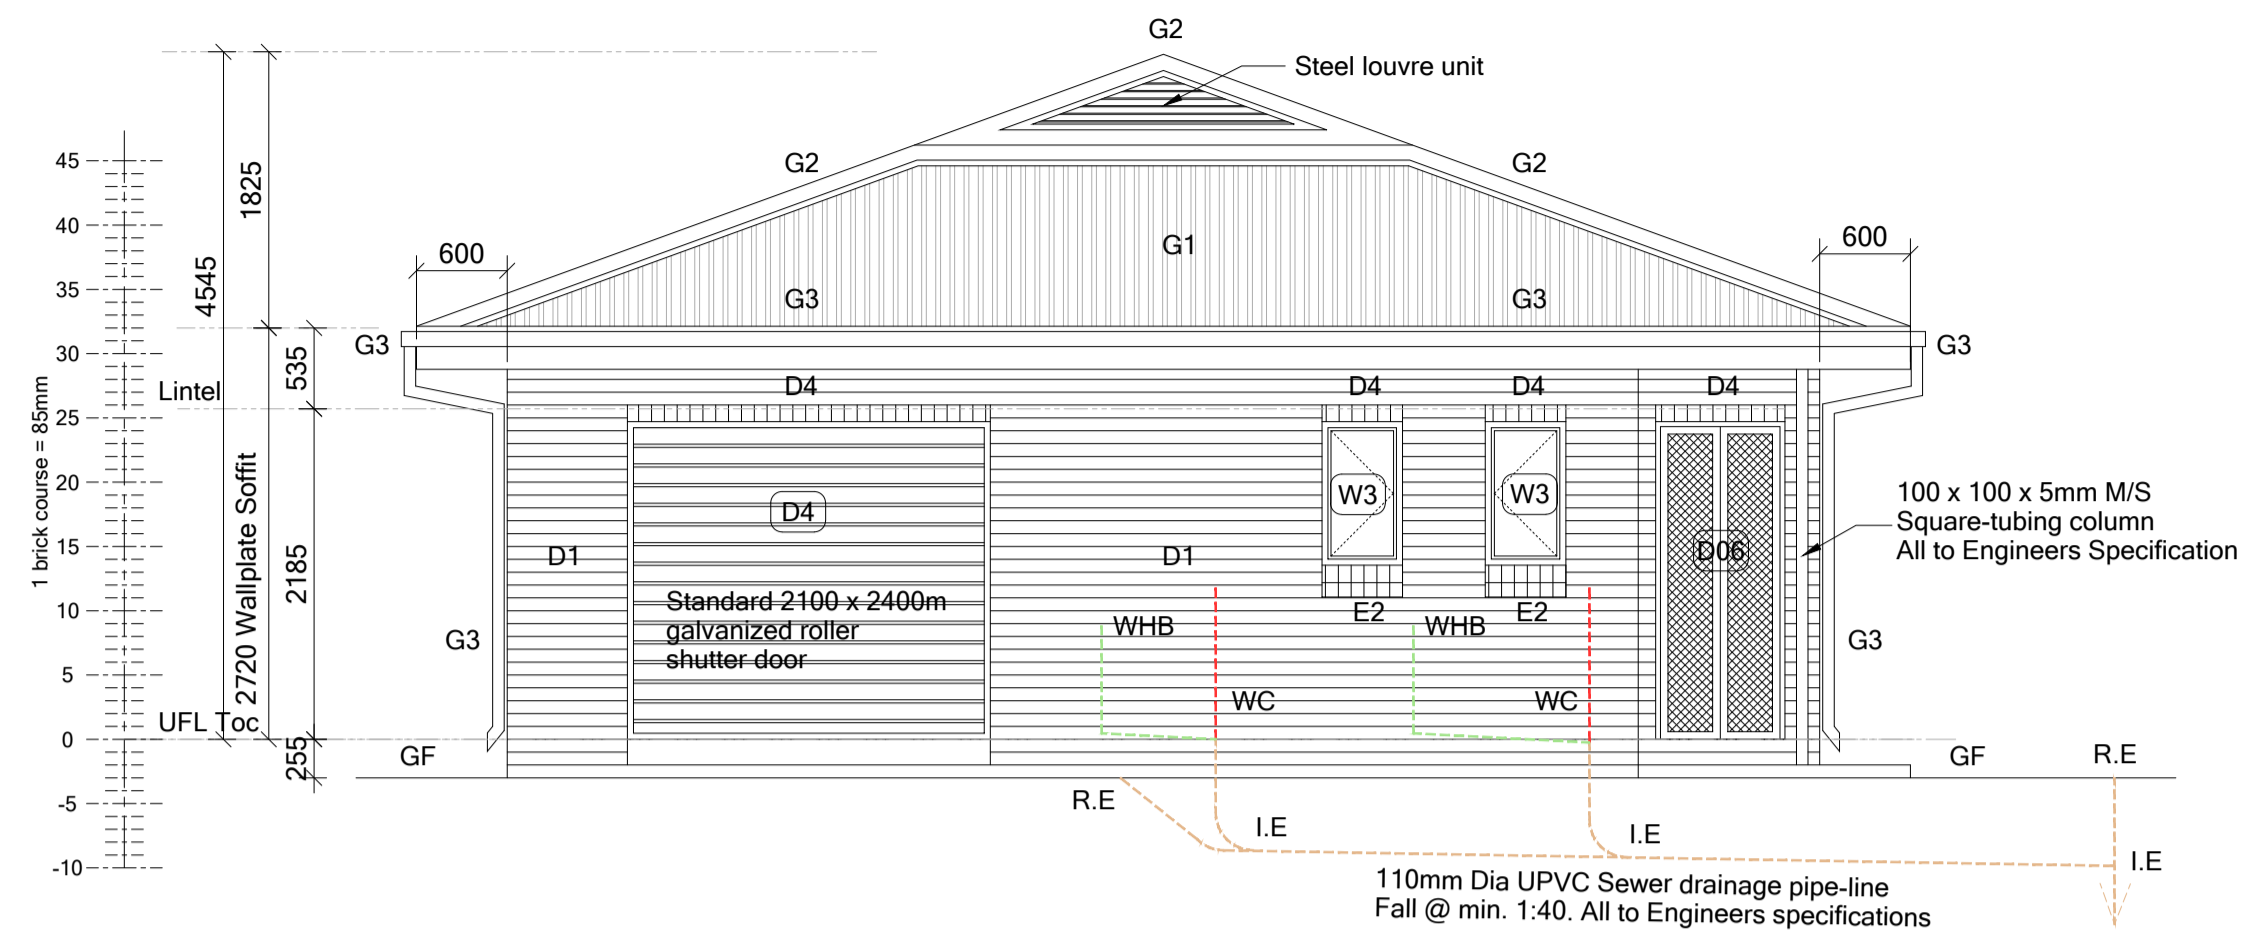 G2
Steel louvre unit
G2
G2
600
G1
600
G3
G3
G3
G3
4545
1825
535
2185
255
2720 Wallplate Soffit
1 brick course = 85mm
45
40
35
30
25
20
15
10
5
0
-5
-10
Lintel
UFL Toc
D4
D4
D4
D4
D4
W3
W3
D06
D1
D1
100 x 100 x 5mm M/S
Square-tubing column
All to Engineers Specification
Standard 2100 x 2400m
galvanized roller
shutter door
E2
E2
WHB
WHB
G3
G3
WC
WC
GF
GF
R.E
R.E
I.E
I.E
I.E
110mm Dia UPVC Sewer drainage pipe-line
Fall @ min. 1:40. All to Engineers specifications